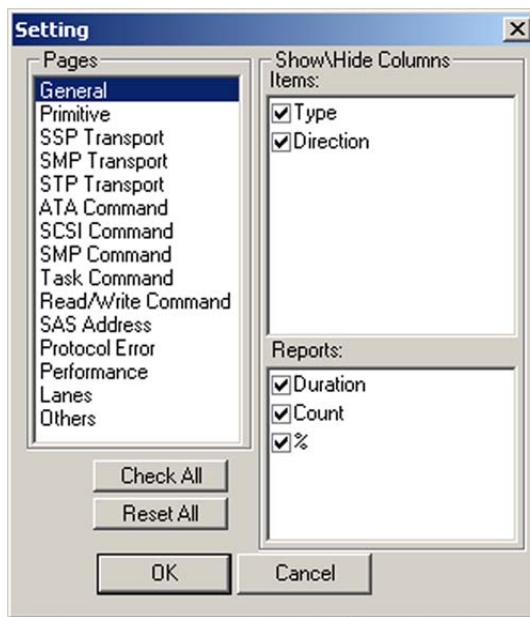 Setting
Pages
General
Primitive
SSP Transport
SMP Transport
STP Transport
ATA Command
SCSI Command
SMP Command
Task Command
Read/Write Command
SAS Address
Protocol Error
Performance
Lanes
Others
Check All
Reset All
Show\Hide Columns
Items:
Type
Direction
Reports:
Duration
Count
%
OK
Cancel